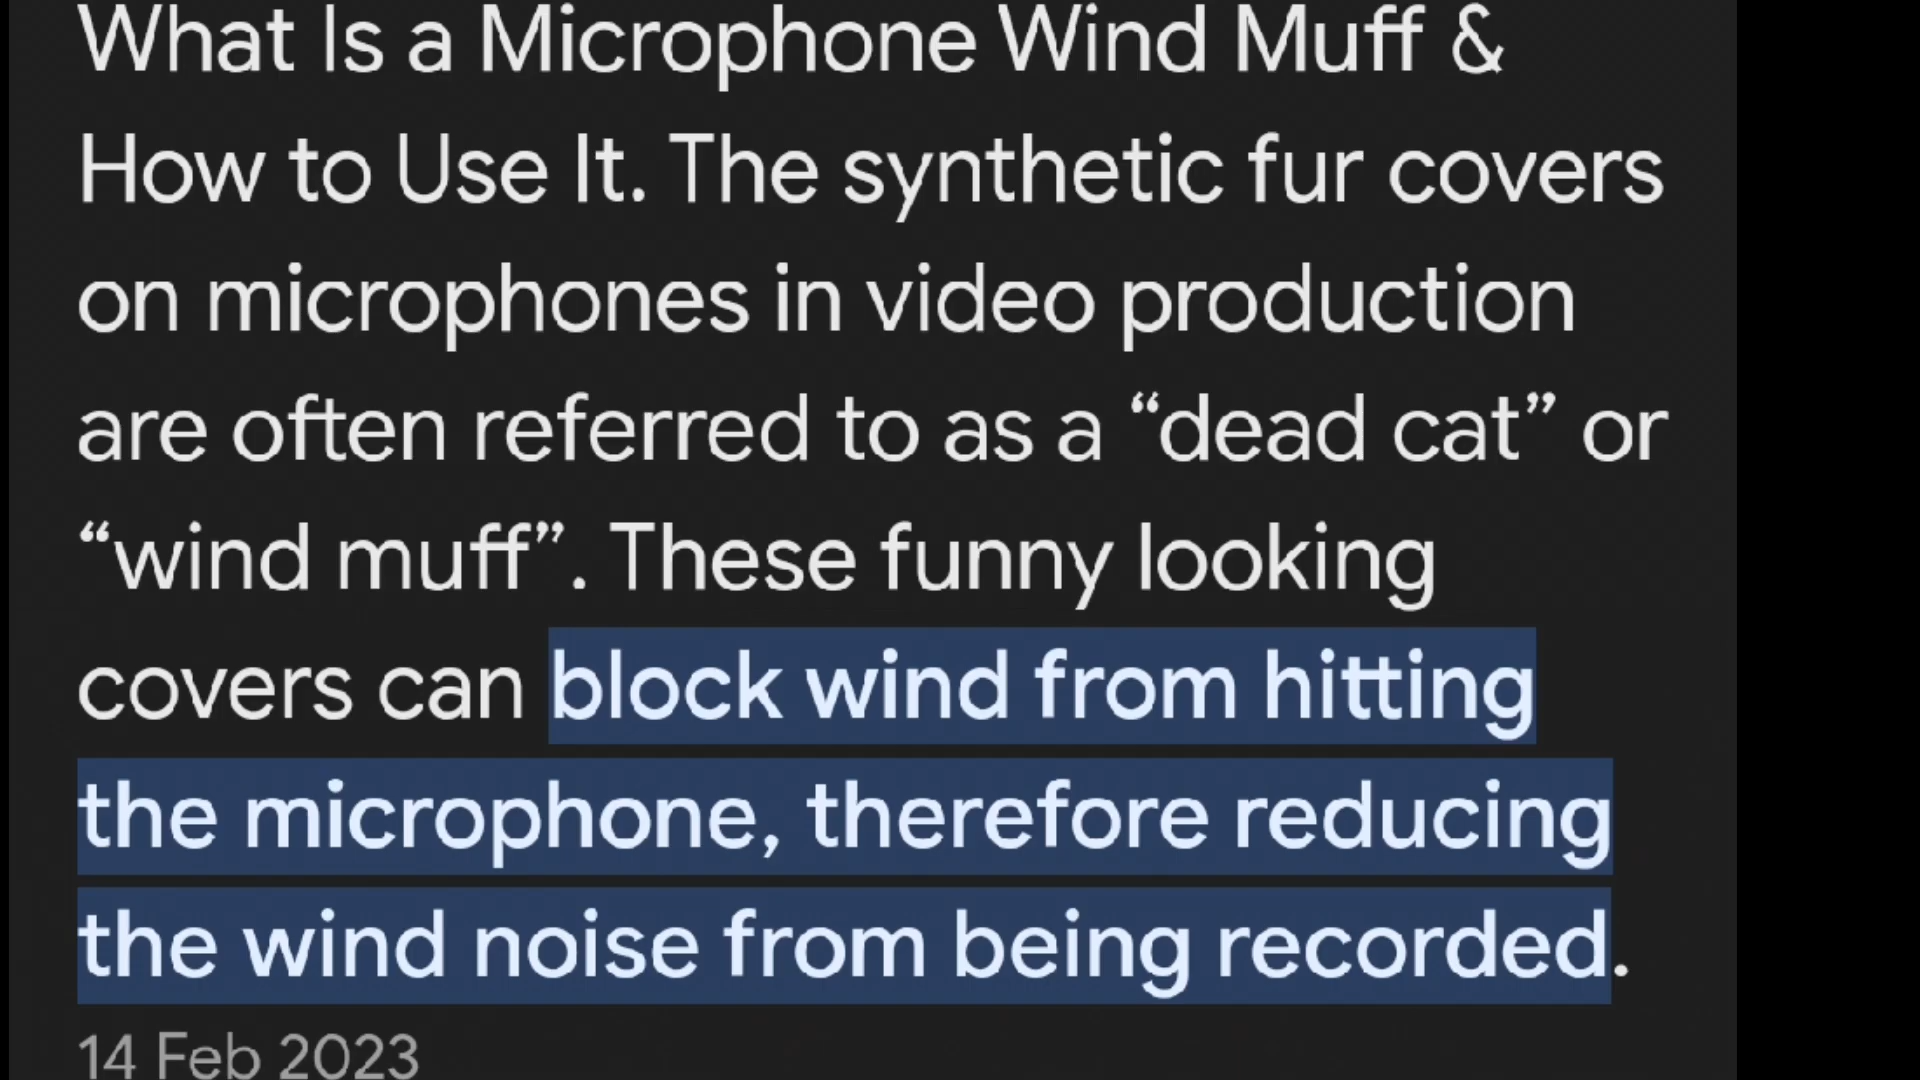 What Is a Microphone Wind Muff &
How to Use It. The synthetic fur covers
on microphones in video production
are often referred to as a “dead cat” or
“wind muff”. These funny looking
covers can block wind from hitting
the microphone, therefore reducing
the wind noise from being recorded.
14 Feb 2023